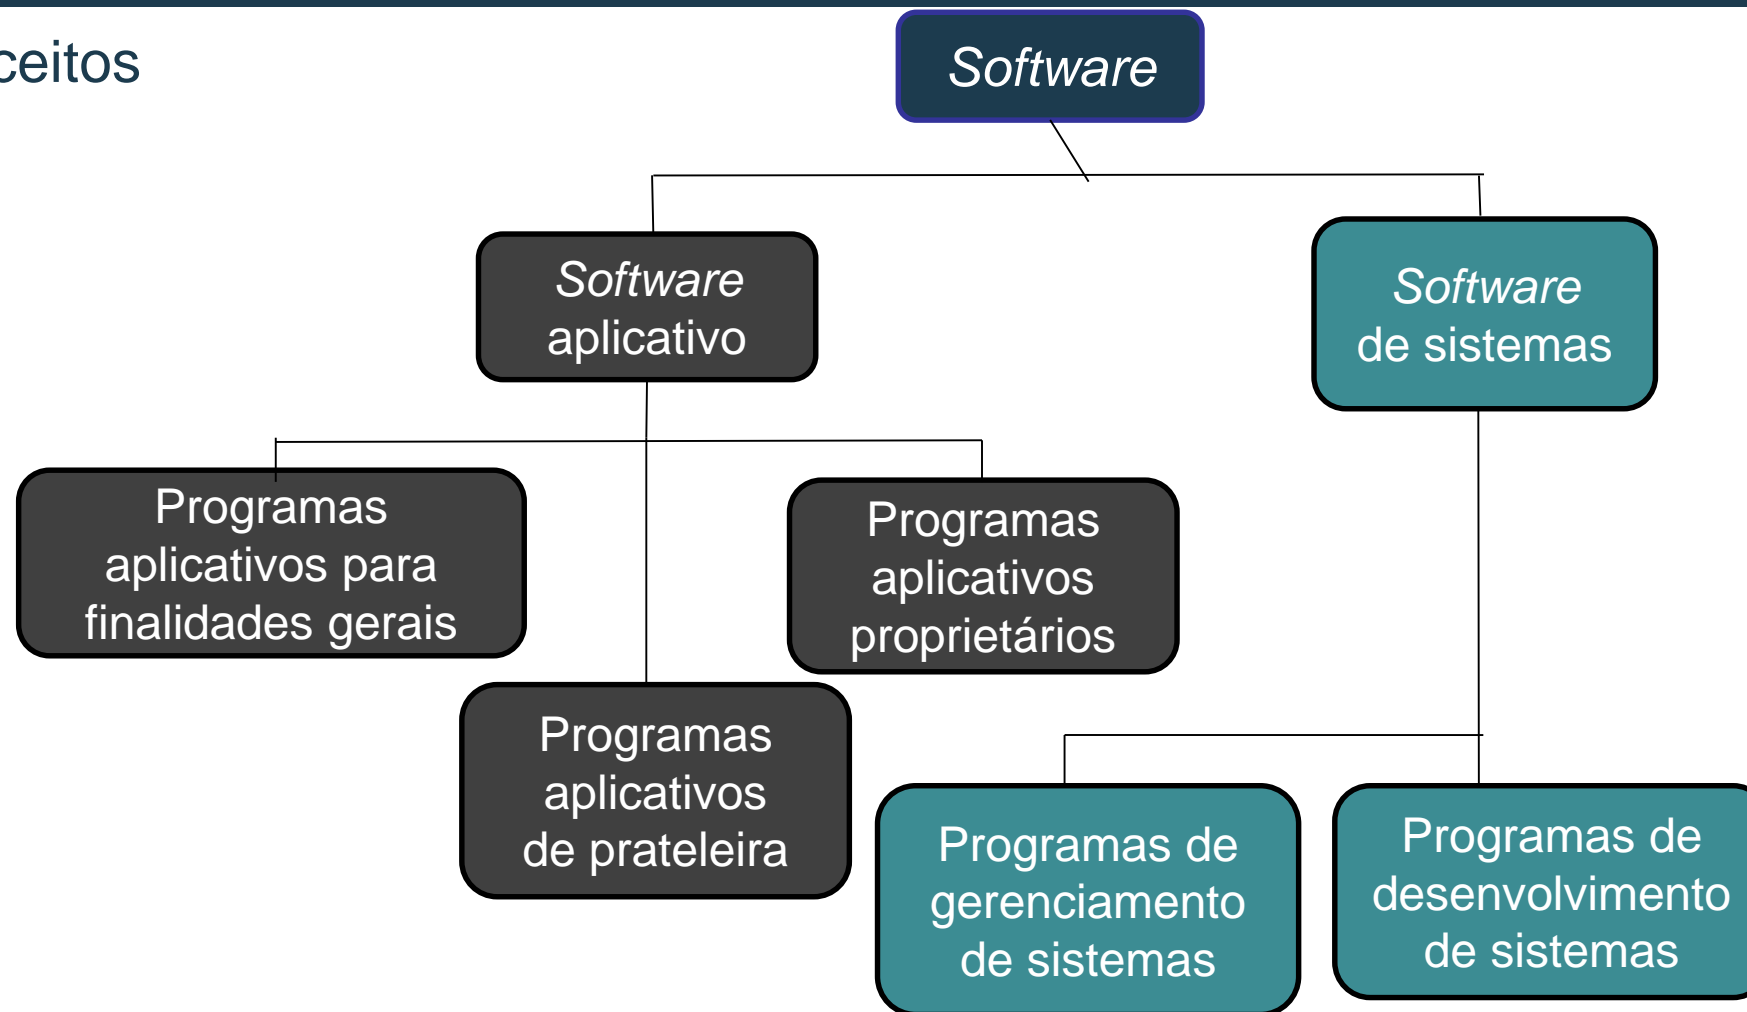 ceitos
Software
Software
aplicativo
Software
de sistemas
Programas
aplicativos para
finalidades gerais
Programas
aplicativos
proprietários
Programas
aplicativos
de prateleira
Programas de
gerenciamento
de sistemas
Programas de
desenvolvimento
de sistemas